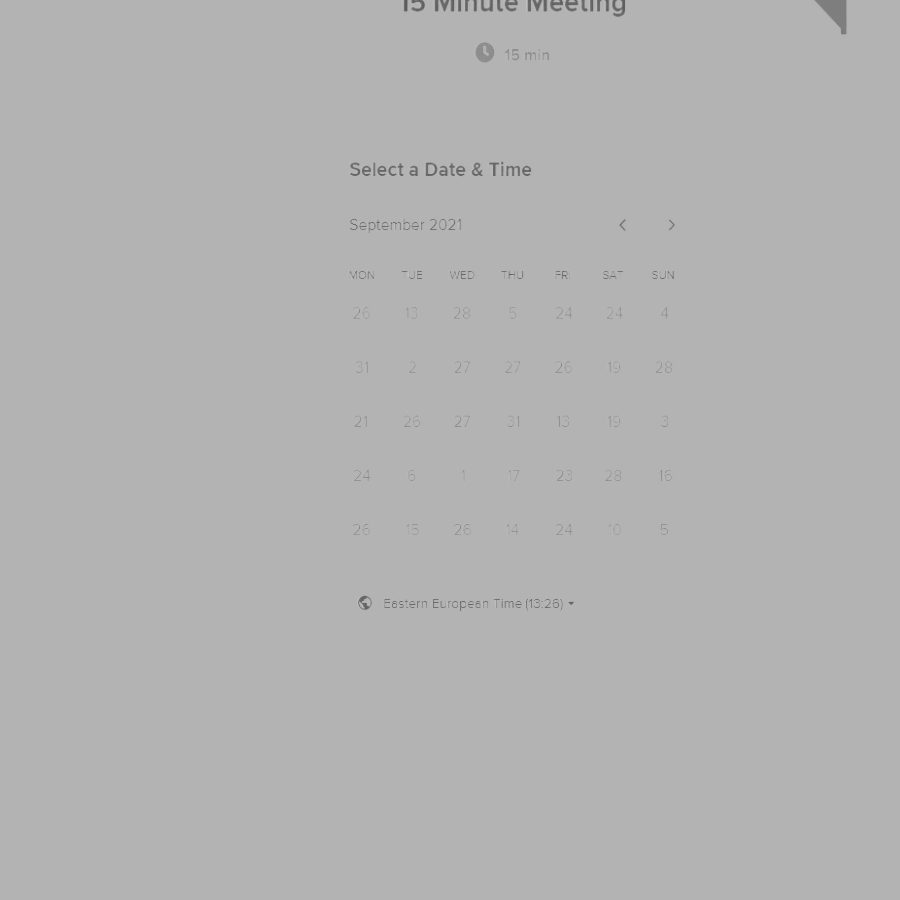 15 Minute Meeting
15 min
Select a Date & Time
September 2021
MON TUE WED THU FRI SAT SUN
26 13 28 5 24 24 4
31 2 27 27 26 19 28
21 26 27 31 13 19 3
24 6 1 17 23 28 16
26 15 26 14 24 10 5
Eastern European Time (13:26)